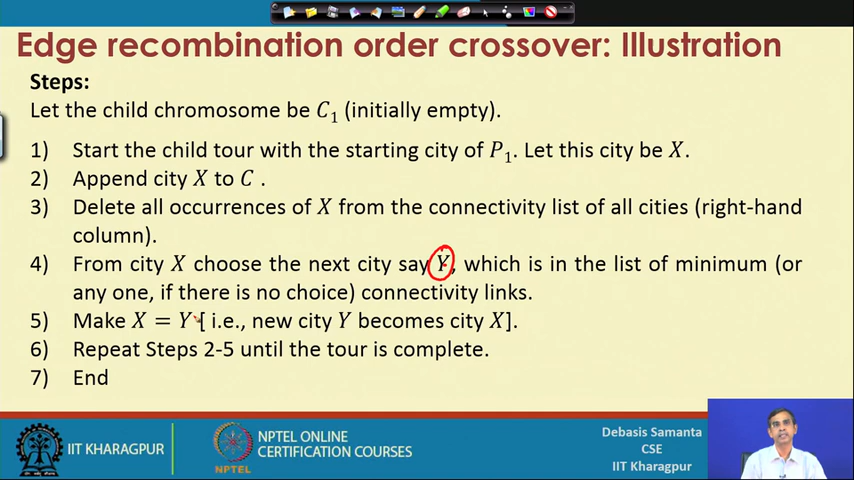 Edge recombination order crossover: Illustration
Steps:
Let the child chromosome be C₁ (initially empty).
1) Start the child tour with the starting city of P₁. Let this city be X.
2) Append city X to C .
3) Delete all occurrences of X from the connectivity list of all cities (right-hand
column).
4) From city X choose the next city say Y, which is in the list of minimum (or
any one, if there is no choice) connectivity links.
5) Make X = Y [ i.e., new city Y becomes city X].
6) Repeat Steps 2-5 until the tour is complete.
7) End
IIT KHARAGPUR
NPTEL
NPTEL ONLINE
CERTIFICATION COURSES
Debasis Samanta
CSE
IIT Kharagpur